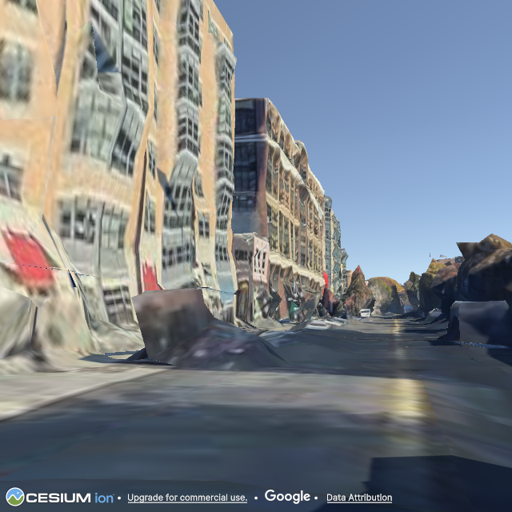 CESIUM ion • Upgrade for commercial use. • Google • Data Attribution